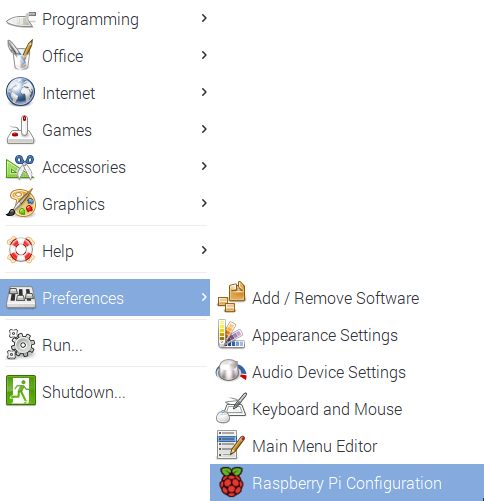 Programming
Office
Internet
Games
Accessories
Graphics
Help
Preferences
Run...
Shutdown...
Add / Remove Software
Appearance Settings
Audio Device Settings
Keyboard and Mouse
Main Menu Editor
Raspberry Pi Configuration